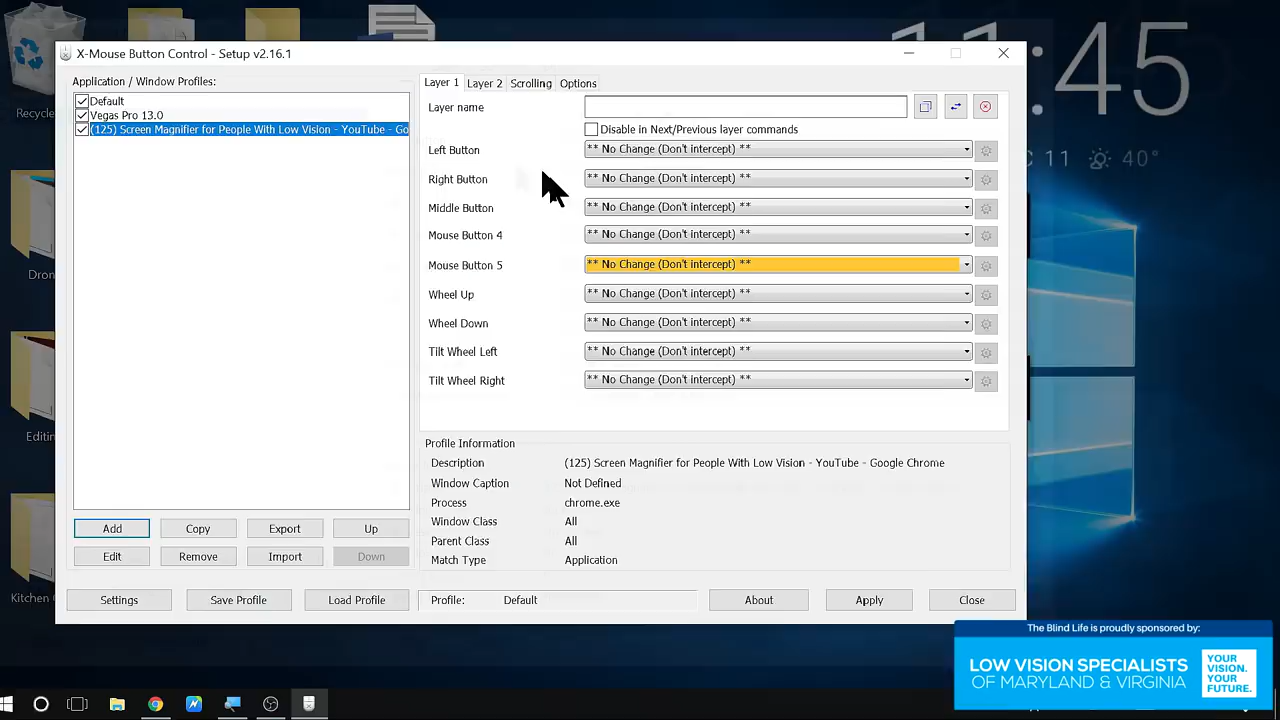 X-Mouse Button Control - Setup v2.16.1
Application / Window Profiles:
Default
Vegas Pro 13.0
(125) Screen Magnifier for People With Low Vision - YouTube - Go
Layer 1
Layer 2
Scrolling
Options
Layer name
Disable in Next/Previous layer commands
Left Button
** No Change (Don't intercept) **
Right Button
** No Change (Don't intercept) **
Middle Button
** No Change (Don't intercept) **
Mouse Button 4
** No Change (Don't intercept) **
Mouse Button 5
** No Change (Don't intercept) **
Wheel Up
** No Change (Don't intercept) **
Wheel Down
** No Change (Don't intercept) **
Tilt Wheel Left
** No Change (Don't intercept) **
Tilt Wheel Right
** No Change (Don't intercept) **
Profile Information
Description (125) Screen Magnifier for People With Low Vision - YouTube - Google Chrome
Window Caption Not Defined
Process chrome.exe
Window Class All
Parent Class All
Match Type Application
Add Copy Export Up
Edit Remove Import Down
Settings Save Profile Load Profile
Profile: Default
About Apply Close
:45
C 11 40°
Recycle
Dron
Editin
Kitchen
The Blind Life is proudly sponsored by:
LOW VISION SPECIALISTS
OF MARYLAND & VIRGINIA
YOUR
VISION.
YOUR
FUTURE.